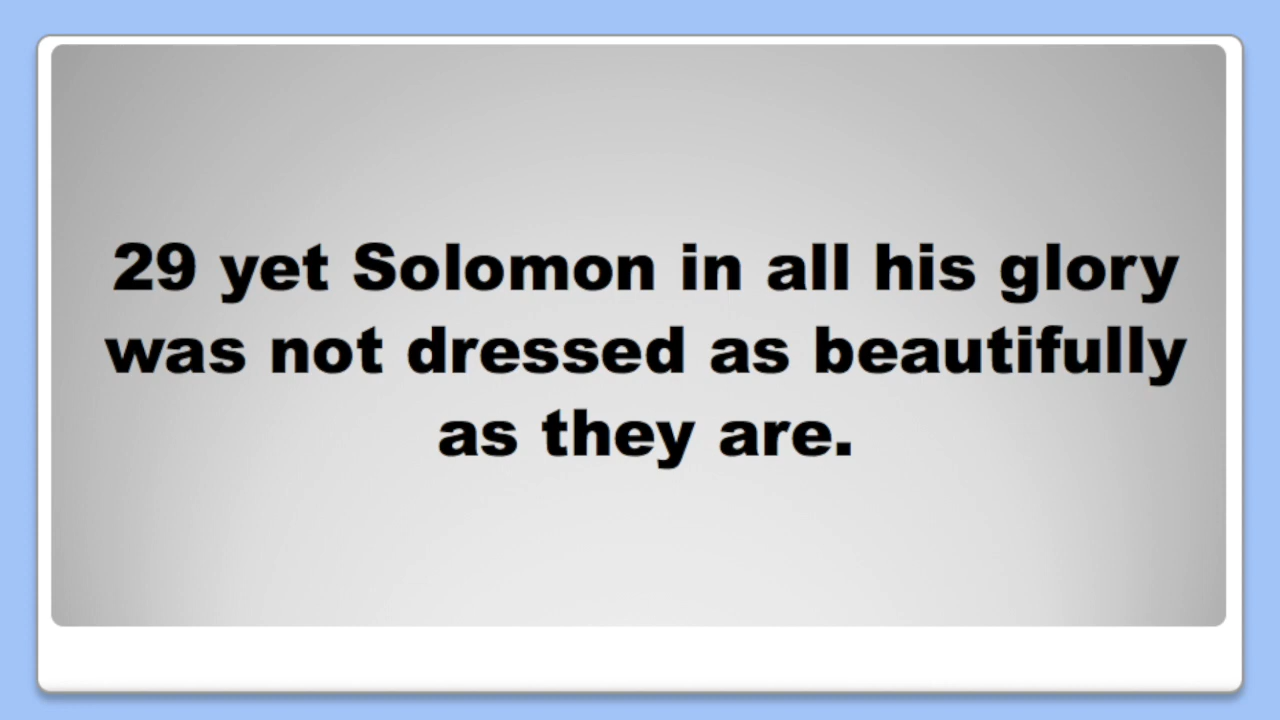 29 yet Solomon in all his glory
was not dressed as beautifully
as they are.